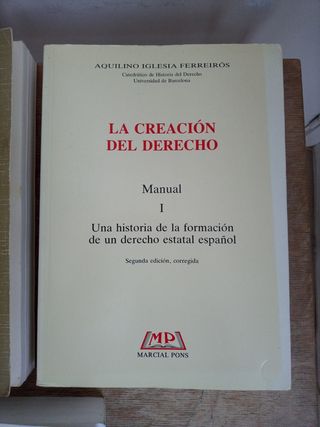 AQUILINO IGLESIA FERREIRÓS
Catedrático de Historia del Derecho
Universidad de Barcelona
LA CREACIÓN
DEL DERECHO
Manual
I
Una historia de la formación
de un derecho estatal español
Segunda edición, corregida
MP
MARCIAL PONS